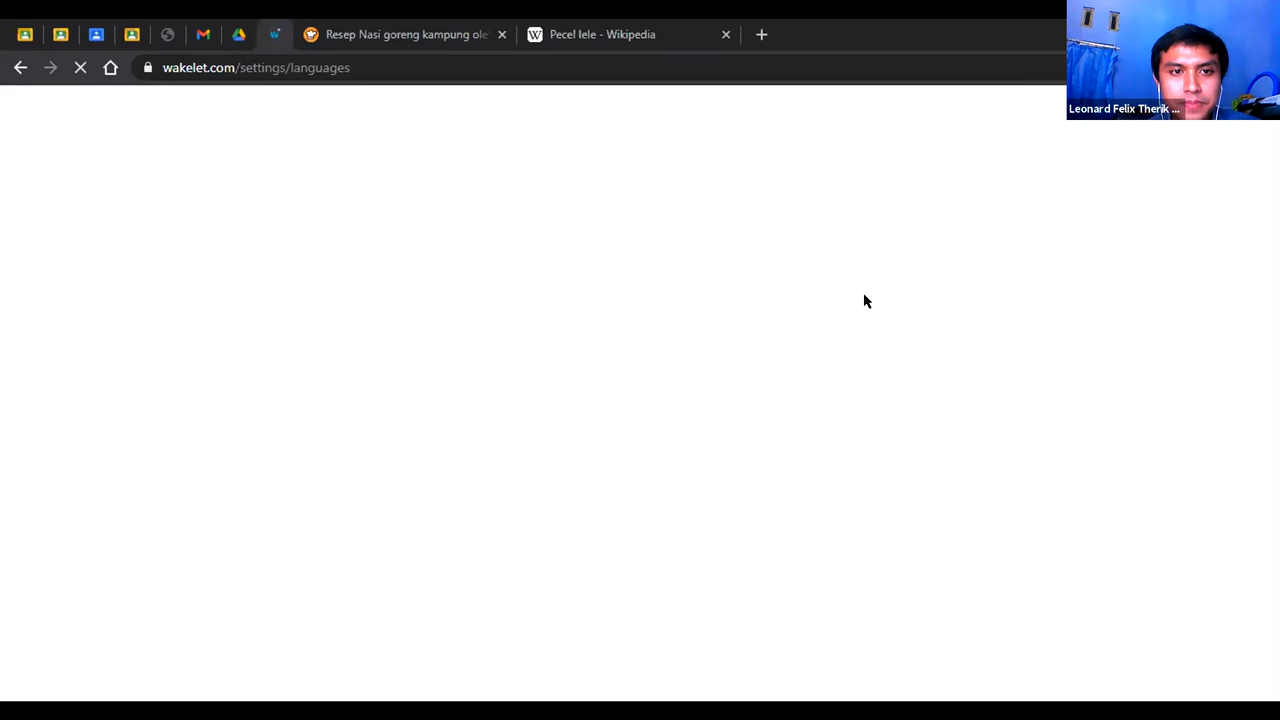 Resep Nasi goreng kampung ole
Pecel lele - Wikipedia
wakelet.com/settings/languages
Leonard Felix Therik ...